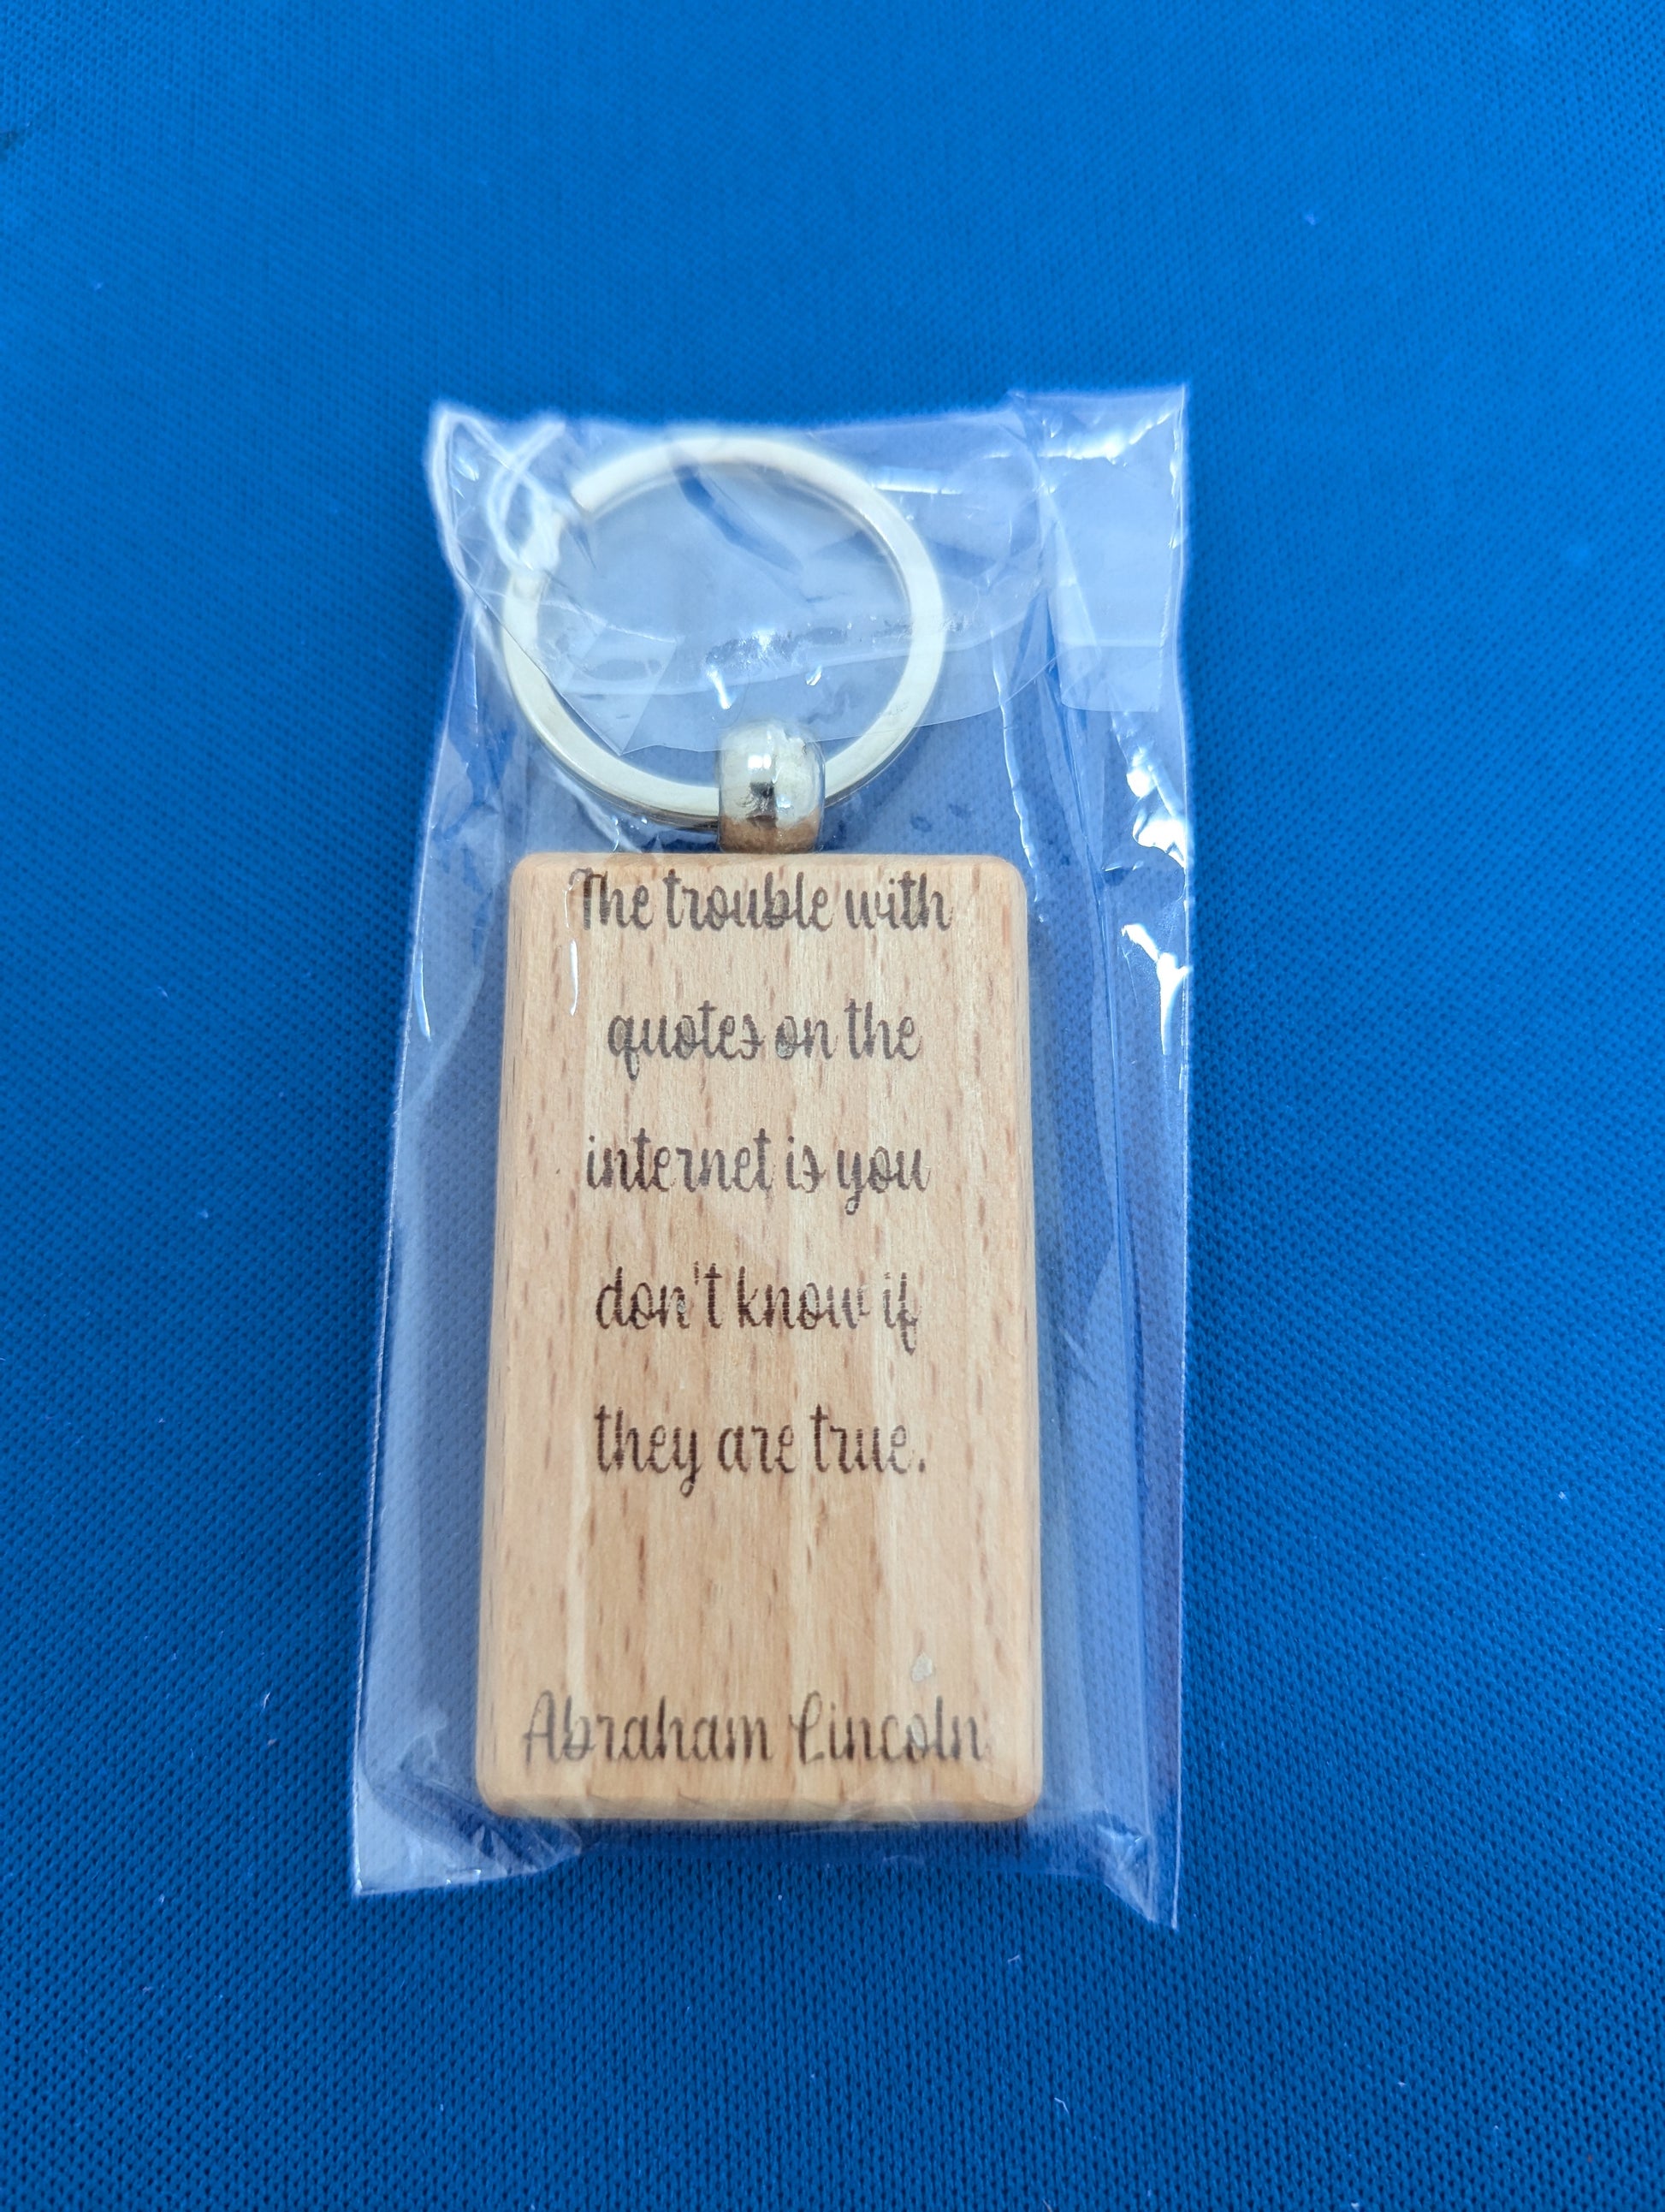 The trouble with
quotes on the
internet is you
don't know if
they are true.
Abraham Lincoln